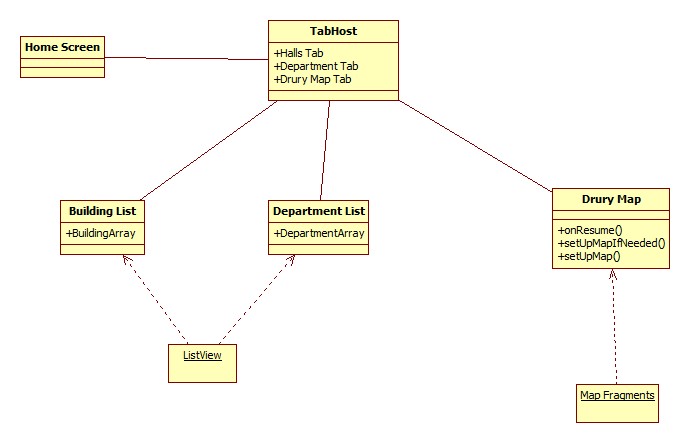 TabHost
Home Screen
+Halls Tab
+Department Tab
+Drury Map Tab
Building List
+BuildingArray
Department List
+DepartmentArray
Drury Map
+onResume()
+setUpMapIfNeeded()
+setUpMap()
ListView
Map Fragments